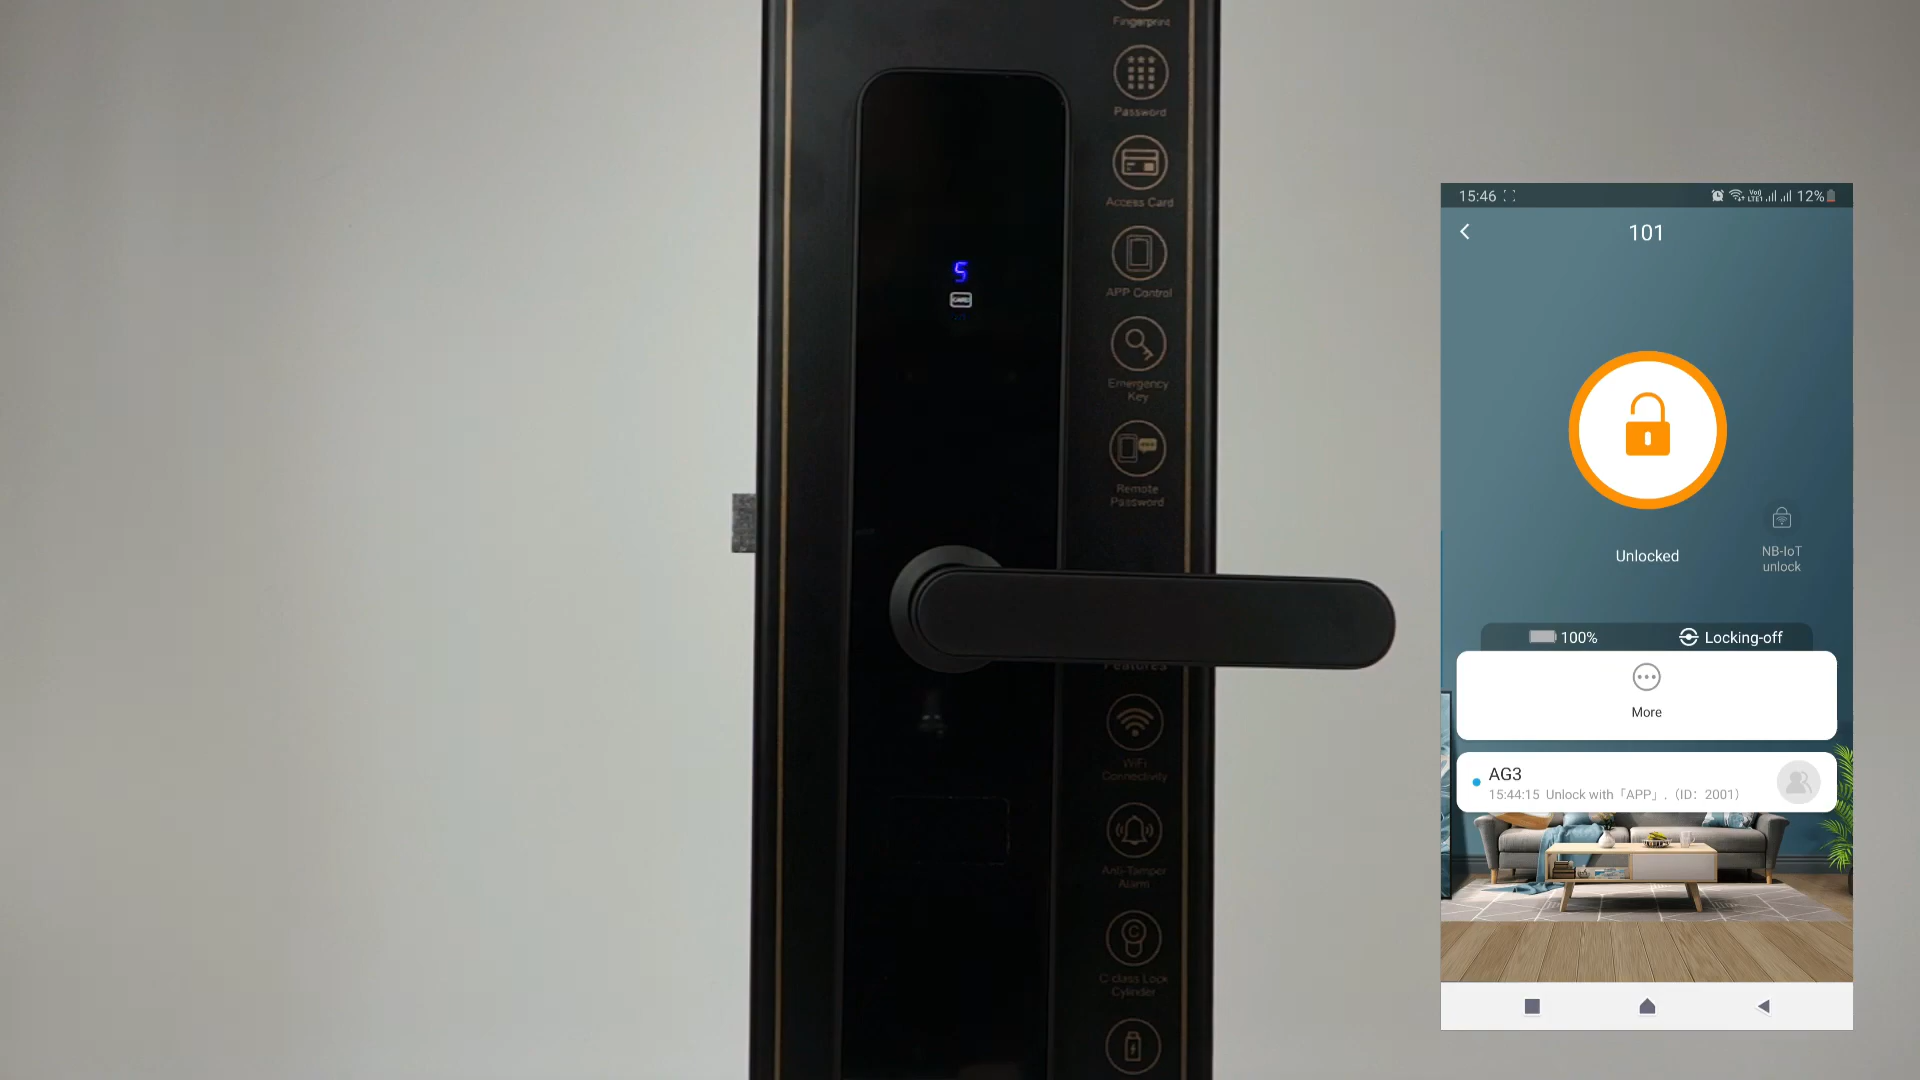 Fingerprint
Password
Access Card
5
CARD
APP Control
Emergency
Key
Remote
Password
Features
WiFi
Connectivity
Anti-Tamper
Alarm
C class Lock
Cylinder
15:46
12%
101
Unlocked
NB-IoT
unlock
100%
Locking-off
More
AG3
15:44:15 Unlock with「APP」.（ID：2001）